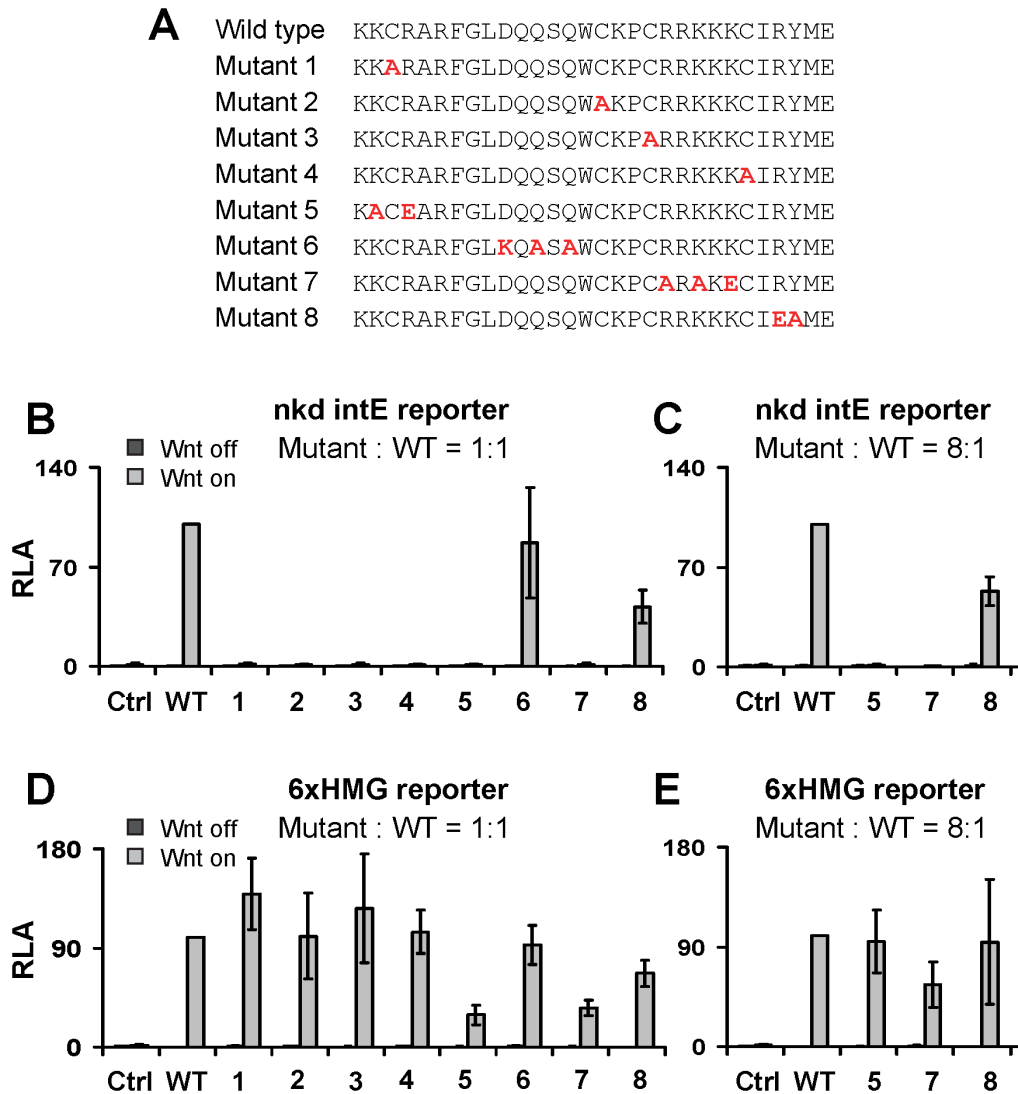 A
Wild type KKCRARFGLDQQSQWCKPCRRKKKCIRYME
Mutant 1 KKARARFGLDQQSQWCKPCRRKKKCIRYME
Mutant 2 KKCRARFGLDQQSQWAKPCRRKKKCIRYME
Mutant 3 KKCRARFGLDQQSQWCKPARRKKKCIRYME
Mutant 4 KKCRARFGLDQQSQWCKPCRRKKKAIRYME
Mutant 5 KACEARFGLDQQSQWCKPCRRKKKCIRYME
Mutant 6 KKCRARFGLKQASAWCKPCRRKKKCIRYME
Mutant 7 KKCRARFGLDQQSQWCKPCARAKECIRYME
Mutant 8 KKCRARFGLDQQSQWCKPCRRKKKCIEAME
B
nkd intE reporter
Mutant : WT = 1:1
Wnt off
Wnt on
140
70
0
RLA
Ctrl WT 1 2 3 4 5 6 7 8
C
nkd intE reporter
Mutant : WT = 8:1
140
70
0
Ctrl WT 5 7 8
D
6xHMG reporter
Mutant : WT = 1:1
Wnt off
Wnt on
180
90
0
RLA
Ctrl WT 1 2 3 4 5 6 7 8
E
6xHMG reporter
Mutant : WT = 8:1
180
90
0
Ctrl WT 5 7 8